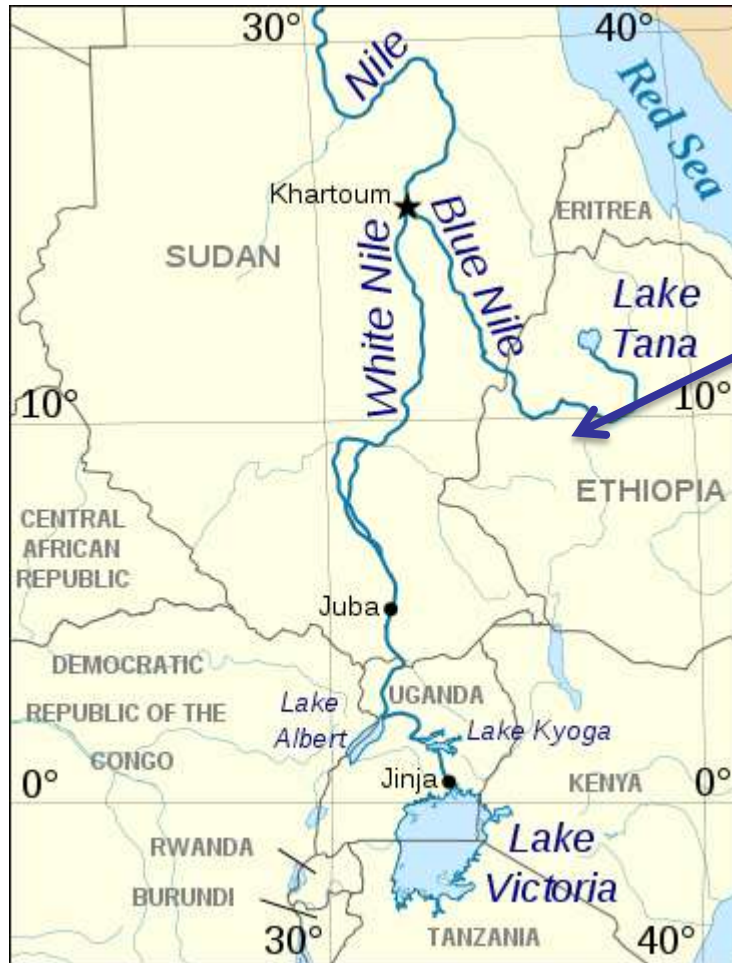 30°
40°
Nile
Red Sea
Khartoum
ERITREA
SUDAN
White Nile
Blue Nile
Lake
Tana
10°
10°
ETHIOPIA
CENTRAL
AFRICAN
REPUBLIC
Juba
DEMOCRATIC
REPUBLIC OF THE
CONGO
UGANDA
Lake
Albert
Lake Kyoga
Jinja
KENYA
0°
0°
RWANDA
BURUNDI
Lake
Victoria
TANZANIA
30°
40°